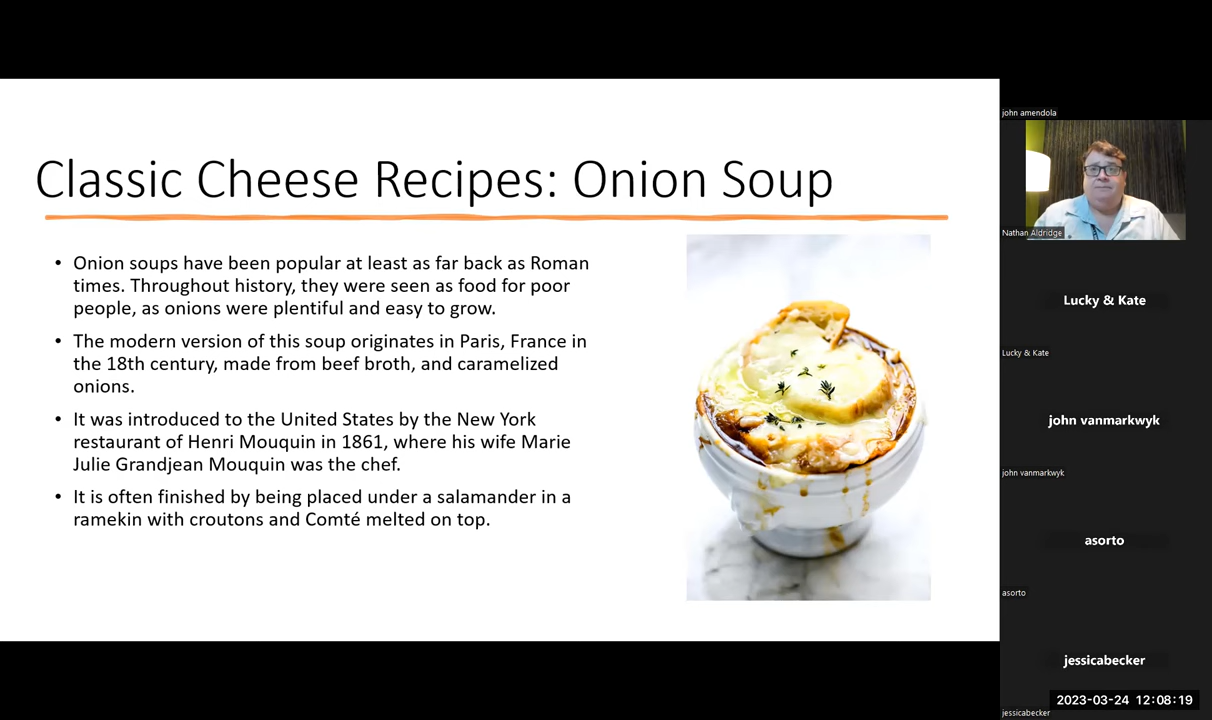 Classic Cheese Recipes: Onion Soup
• Onion soups have been popular at least as far back as Roman
times. Throughout history, they were seen as food for poor
people, as onions were plentiful and easy to grow.
• The modern version of this soup originates in Paris, France in
the 18th century, made from beef broth, and caramelized
onions.
• It was introduced to the United States by the New York
restaurant of Henri Mouquin in 1861, where his wife Marie
Julie Grandjean Mouquin was the chef.
• It is often finished by being placed under a salamander in a
ramekin with croutons and Comté melted on top.
john amendola
Nathan Aldridge
Lucky & Kate
Lucky & Kate
john vanmarkwyk
john vanmarkwyk
asorto
asorto
jessicabecker
2023-03-24 12:08:19
jessicabecker